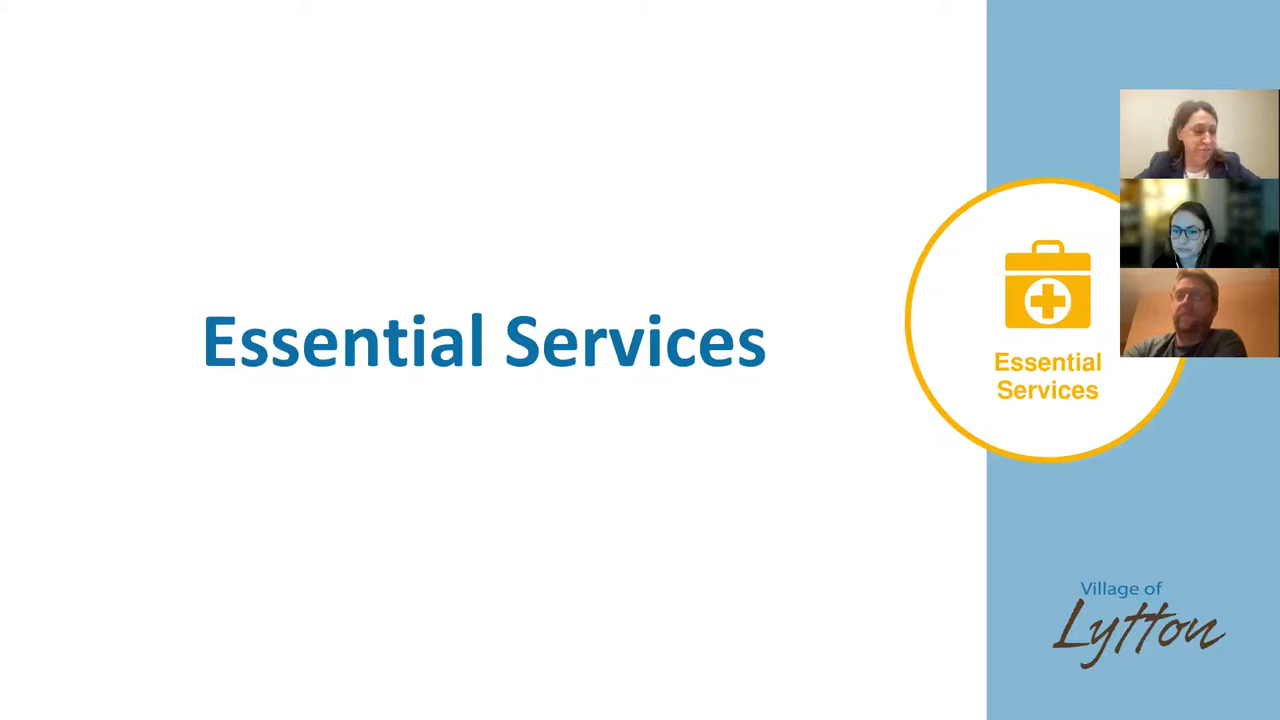 Essential Services
Essential
Services
Village of
Lytton